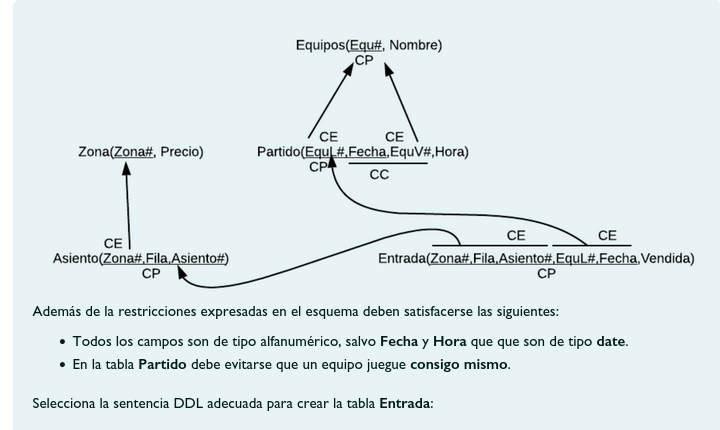 Equipos(Equ#, Nombre)
CP
CE CE
Zona(Zona#, Precio) Partido(EquL#,Fecha,EquV#,Hora)
CP CC
CE CE CE
Asiento(Zona#,Fila,Asiento#) Entrada(Zona#,Fila,Asiento#,EquL#,Fecha,Vendida)
CP CP
Además de la restricciones expresadas en el esquema deben satisfacerse las siguientes:
• Todos los campos son de tipo alfanumérico, salvo Fecha y Hora que que son de tipo date.
• En la tabla Partido debe evitarse que un equipo juegue consigo mismo.
Selecciona la sentencia DDL adecuada para crear la tabla Entrada: